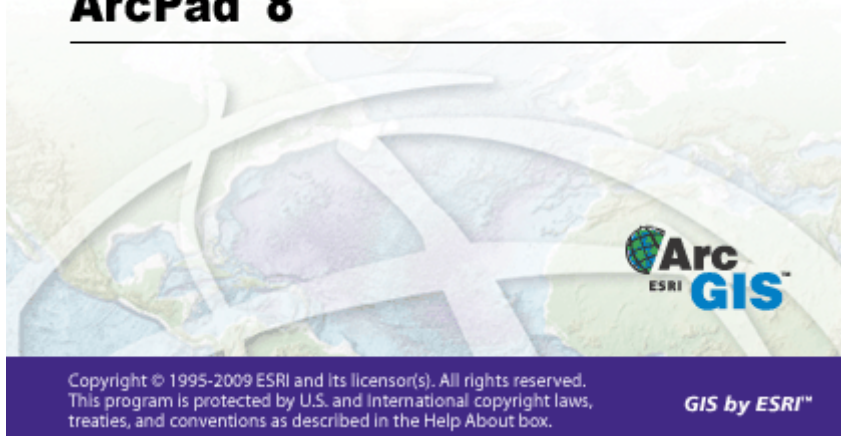 ArcPad 8
Arc
ESRI GIS™
Copyright © 1995-2009 ESRI and its licensor(s). All rights reserved.
This program is protected by U.S. and International copyright laws,
treaties, and conventions as described in the Help About box.
GIS by ESRI™